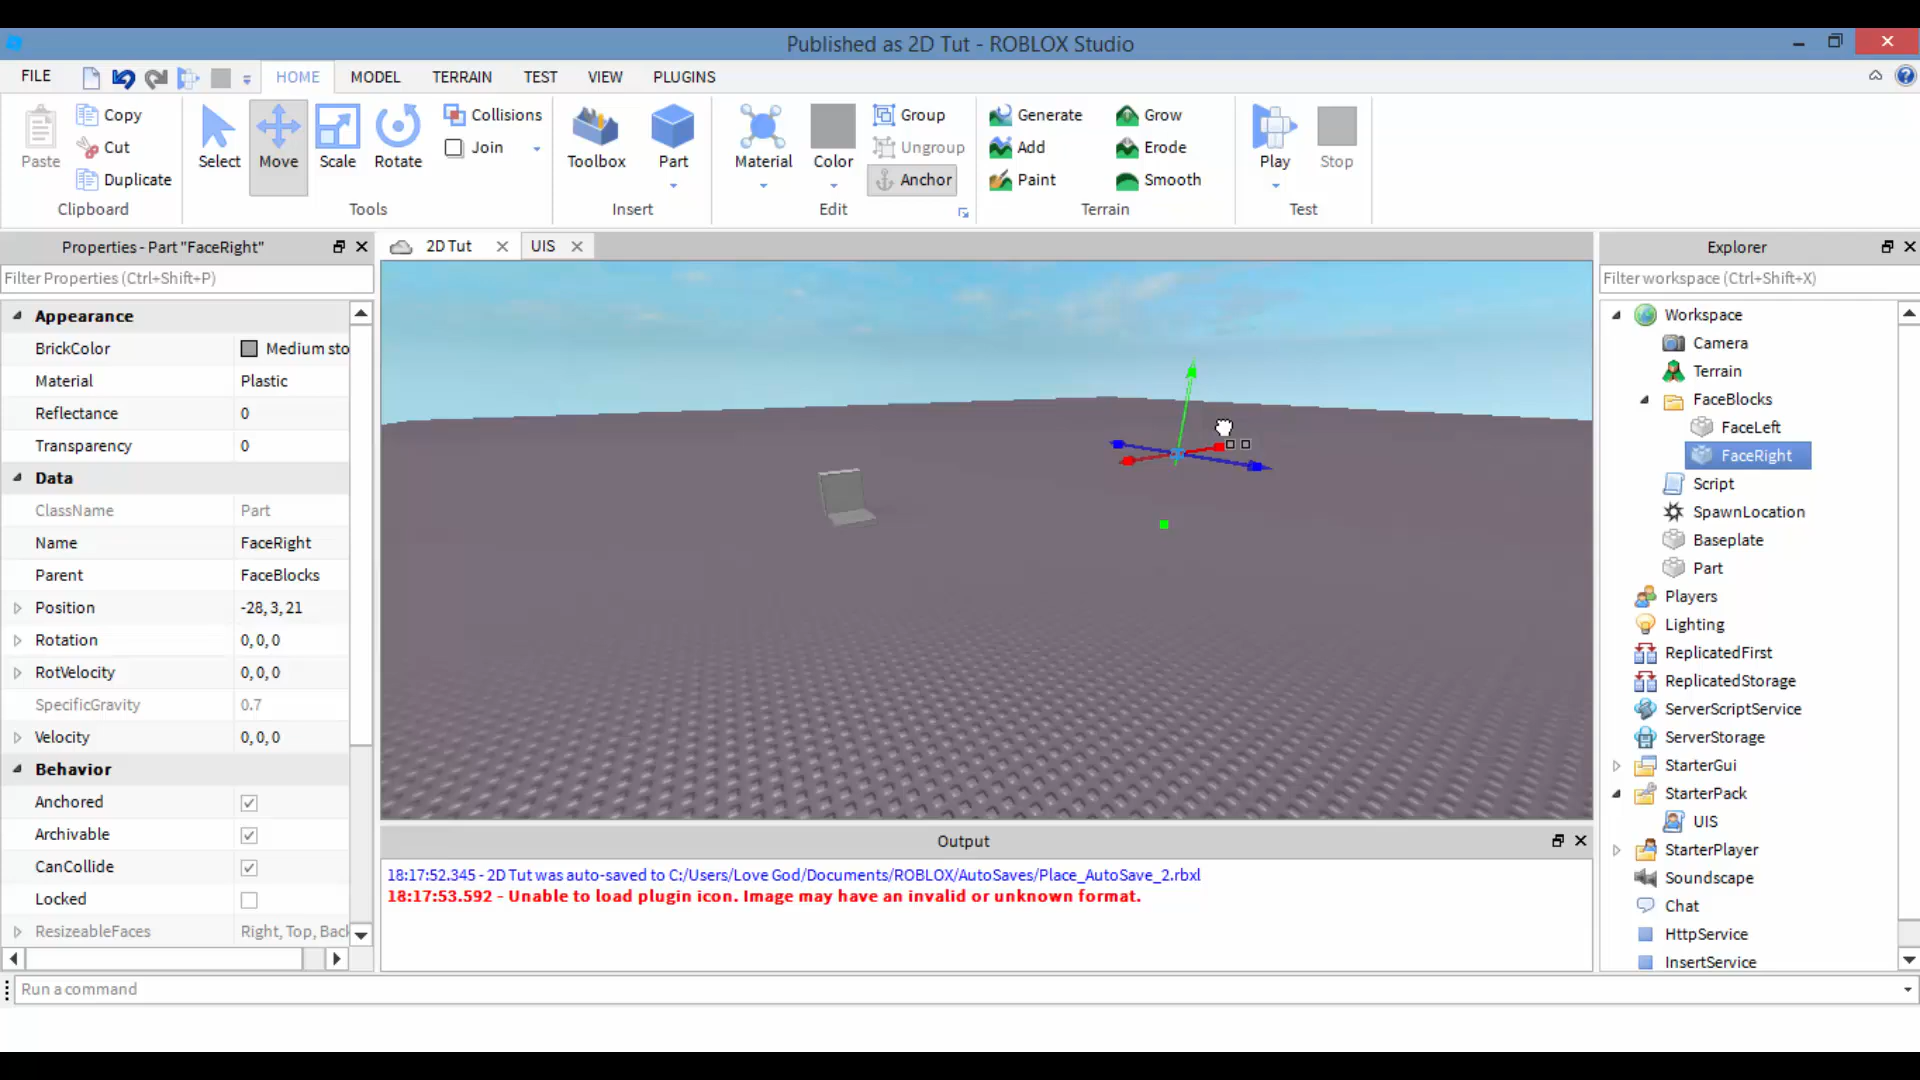 Published as 2D Tut - ROBLOX Studio
FILE HOME MODEL TERRAIN TEST VIEW PLUGINS
Paste
Copy
Cut
Duplicate
Clipboard
Select
Move
Scale
Rotate
Collisions
Join
Tools
Toolbox
Part
Insert
Material
Color
Group
Ungroup
Anchor
Edit
Generate
Add
Paint
Grow
Erode
Smooth
Terrain
Play
Stop
Test
Properties - Part "FaceRight"
Filter Properties (Ctrl+Shift+P)
Appearance
BrickColor Medium sto
Material Plastic
Reflectance 0
Transparency 0
Data
ClassName Part
Name FaceRight
Parent FaceBlocks
Position -28, 3, 21
Rotation 0, 0, 0
RotVelocity 0, 0, 0
SpecificGravity 0.7
Velocity 0, 0, 0
Behavior
Anchored
Archivable
CanCollide
Locked
ResizeableFaces Right, Top, Back
2D Tut
UIS
Output
18:17:52.345 - 2D Tut was auto-saved to C:/Users/Love God/Documents/ROBLOX/AutoSaves/Place_AutoSave_2.rbxl
18:17:53.592 - Unable to load plugin icon. Image may have an invalid or unknown format.
Explorer
Filter workspace (Ctrl+Shift+X)
Workspace
Camera
Terrain
FaceBlocks
FaceLeft
FaceRight
Script
SpawnLocation
Baseplate
Part
Players
Lighting
ReplicatedFirst
ReplicatedStorage
ServerScriptService
ServerStorage
StarterGui
StarterPack
UIS
StarterPlayer
Soundscape
Chat
HttpService
InsertService
Run a command